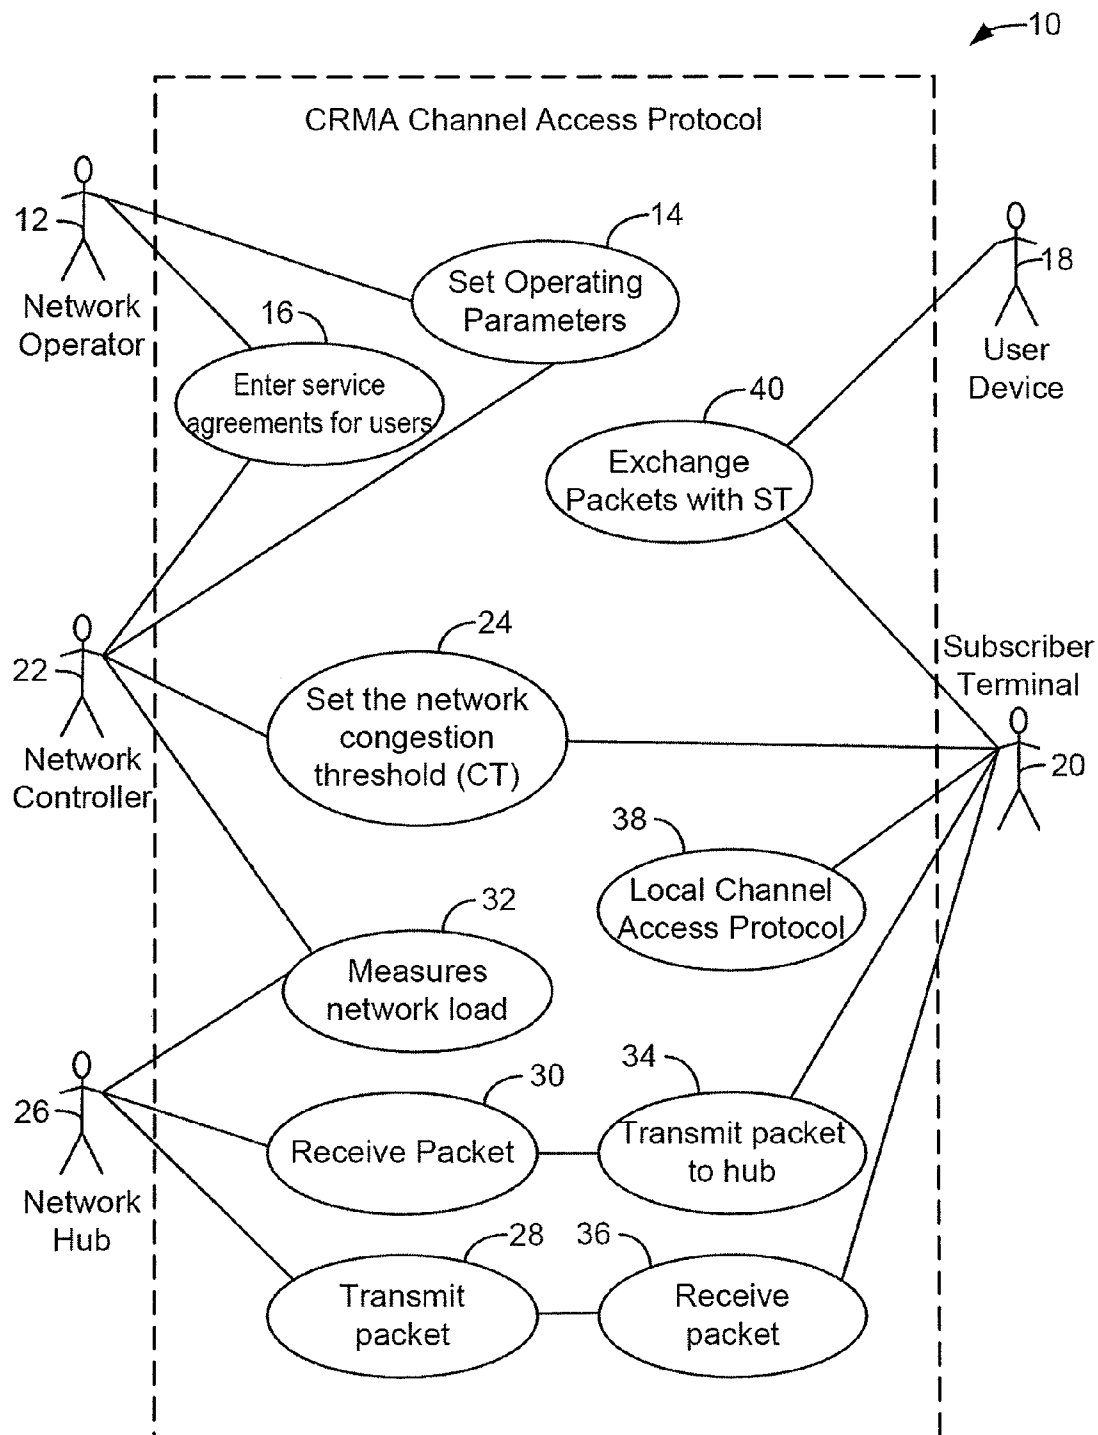 10
CRMA Channel Access Protocol
12
Network
Operator
14
Set Operating
Parameters
16
Enter service
agreements for users
18
User
Device
40
Exchange
Packets with ST
22
Network
Controller
24
Set the network
congestion
threshold (CT)
Subscriber
Terminal
20
38
Local Channel
Access Protocol
32
Measures
network load
26
Network
Hub
30
Receive Packet
34
Transmit packet
to hub
28
Transmit
packet
36
Receive
packet